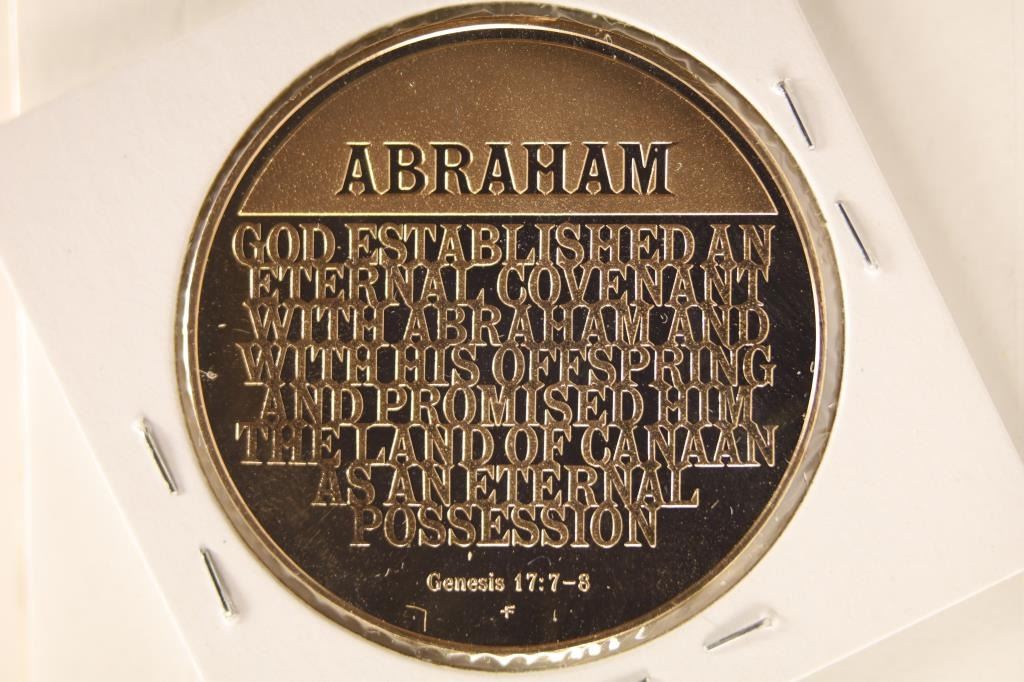 ABRAHAM
GOD ESTABLISHED AN
ETERNAL COVENANT
WITH ABRAHAM AND
WITH HIS OFFSPRING
AND PROMISED HIM
THE LAND OF CANAAN
AS AN ETERNAL
POSSESSION
Genesis 17:7-8